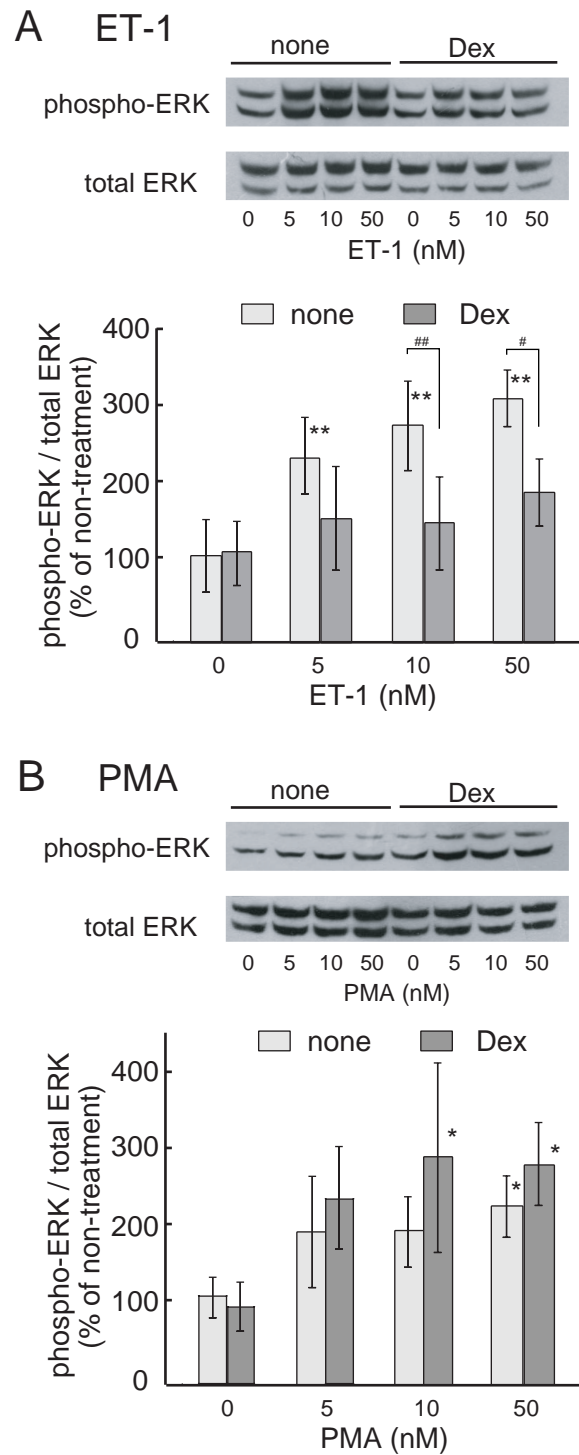 A ET-1
none Dex
phospho-ERK
total ERK
0 5 10 50 0 5 10 50
ET-1 (nM)
none Dex
phospho-ERK / total ERK
(% of non-treatment)
400
300
200
100
0
**
**
**
##
#
0 5 10 50
ET-1 (nM)
B PMA
none Dex
phospho-ERK
total ERK
0 5 10 50 0 5 10 50
PMA (nM)
none Dex
phospho-ERK / total ERK
(% of non-treatment)
400
300
200
100
0
*
*
*
0 5 10 50
PMA (nM)